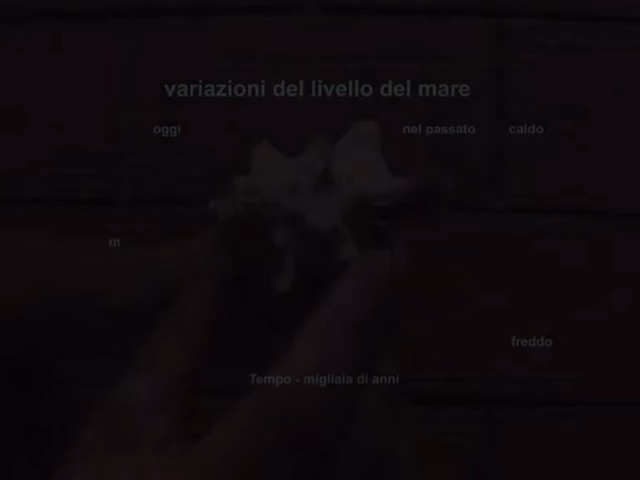 variazioni del livello del mare
oggi nel passato caldo
m
freddo
Tempo - migliaia di anni